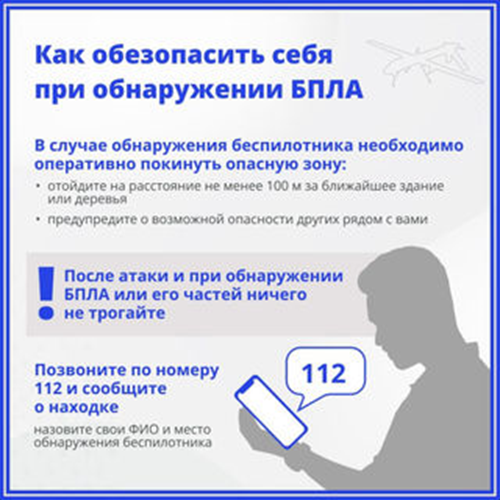 Как обезопасить себя
при обнаружении БПЛА
В случае обнаружения беспилотника необходимо
оперативно покинуть опасную зону:
• отойдите на расстояние не менее 100 м за ближайшее здание
или деревья
• предупредите о возможной опасности других рядом с вами
! После атаки и при обнаружении
БПЛА или его частей ничего
не трогайте
Позвоните по номеру
112 и сообщите
о находке
назовите свои ФИО и место
обнаружения беспилотника
112